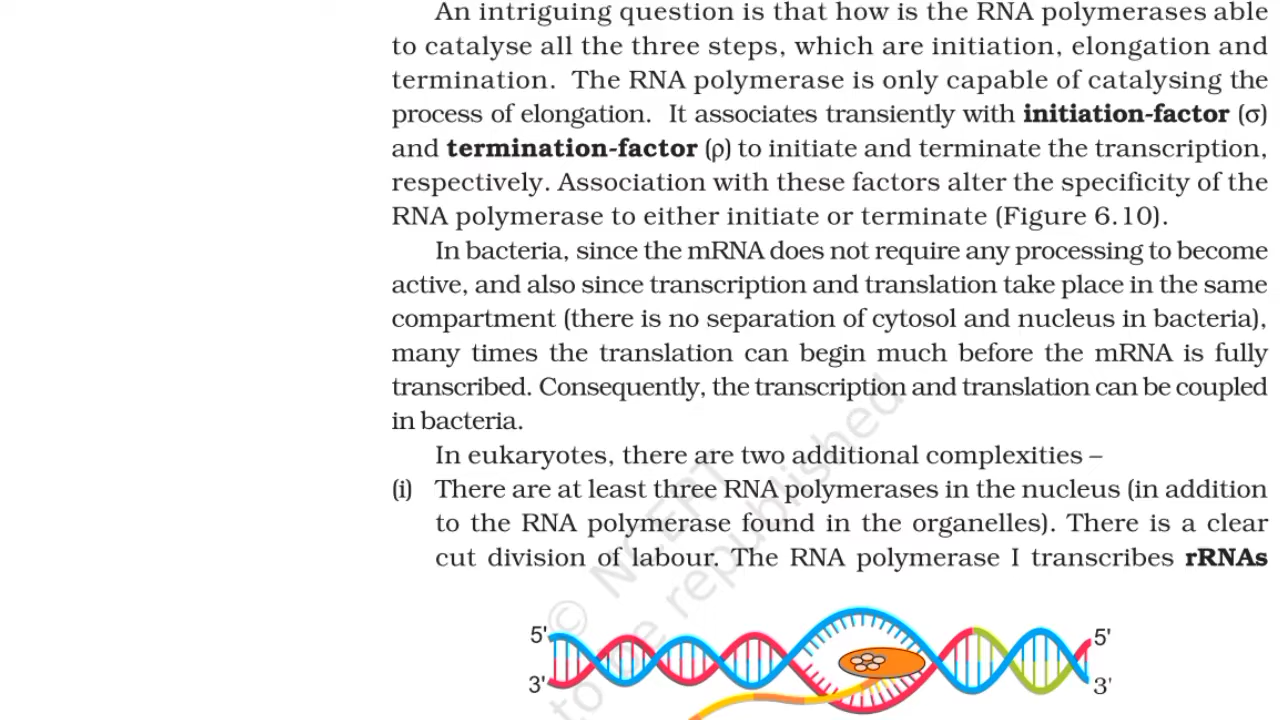 An intriguing question is that how is the RNA polymerases able
to catalyse all the three steps, which are initiation, elongation and
termination. The RNA polymerase is only capable of catalysing the
process of elongation. It associates transiently with initiation-factor (σ)
and termination-factor (ρ) to initiate and terminate the transcription,
respectively. Association with these factors alter the specificity of the
RNA polymerase to either initiate or terminate (Figure 6.10).
In bacteria, since the mRNA does not require any processing to become
active, and also since transcription and translation take place in the same
compartment (there is no separation of cytosol and nucleus in bacteria),
many times the translation can begin much before the mRNA is fully
transcribed. Consequently, the transcription and translation can be coupled
in bacteria.
In eukaryotes, there are two additional complexities –
(i) There are at least three RNA polymerases in the nucleus (in addition
to the RNA polymerase found in the organelles). There is a clear
cut division of labour. The RNA polymerase I transcribes rRNAs
5' 5'
3' 3'
© NCERT
to be republished